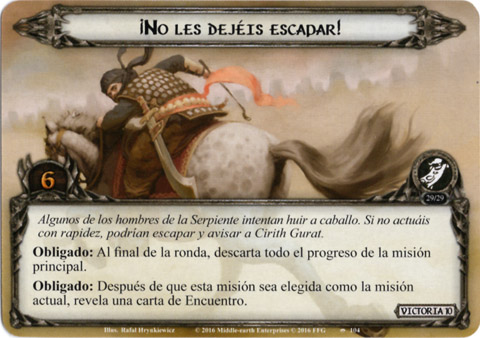 ¡No les dejéis escapar!
6
29/29
Algunos de los hombres de la Serpiente intentan huir a caballo. Si no actuáis
con rapidez, podrían escapar y avisar a Cirith Gurat.
Obligado: Al final de la ronda, descarta todo el progreso de la misión
principal.
Obligado: Después de que esta misión sea elegida como la misión
actual, revela una carta de Encuentro.
Victoria 10
Ilus. Rafał Hrynkiewicz © 2016 Middle-earth Enterprises © 2016 FFG 104